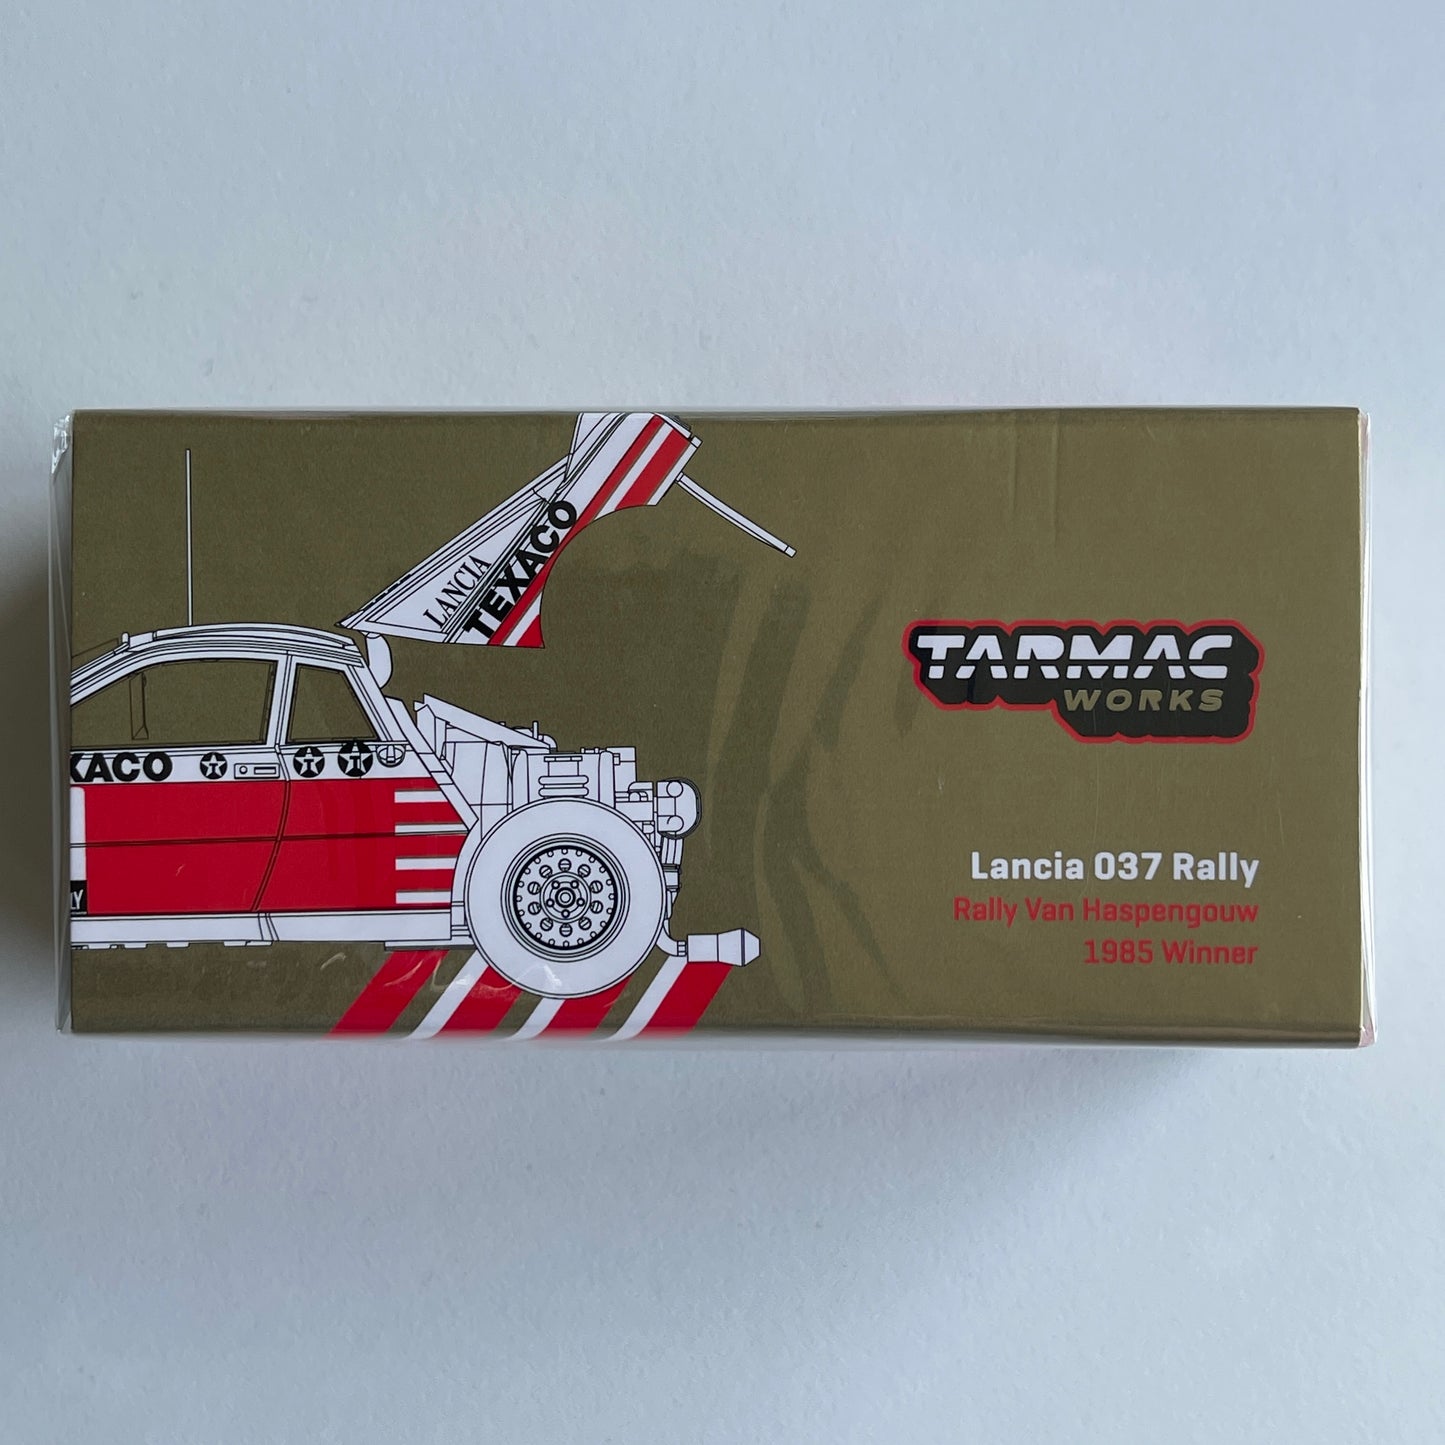 LANCIA
TEXACO
XACO
TARMAC
WORKS
Lancia 037 Rally
Rally Van Haspengouw
1985 Winner